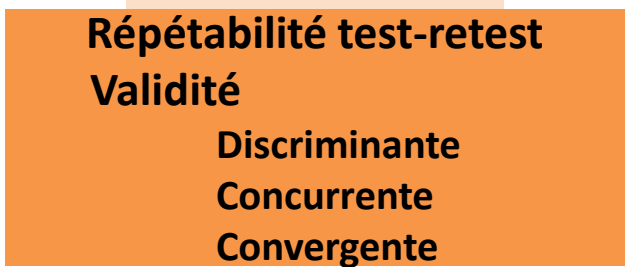 Répétabilité test-retest
Validité
Discriminante
Concurrente
Convergente